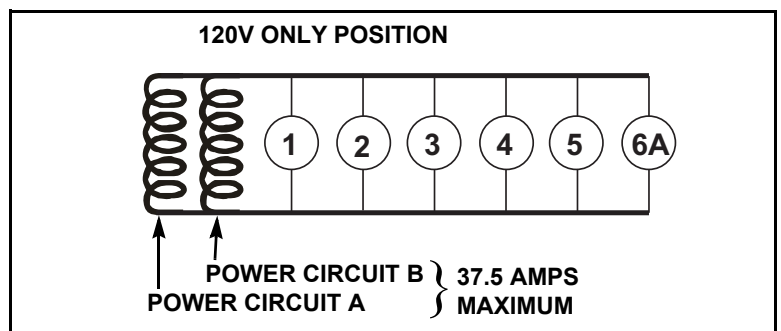 120V ONLY POSITION
1 2 3 4 5 6A
POWER CIRCUIT B } 37.5 AMPS
POWER CIRCUIT A MAXIMUM